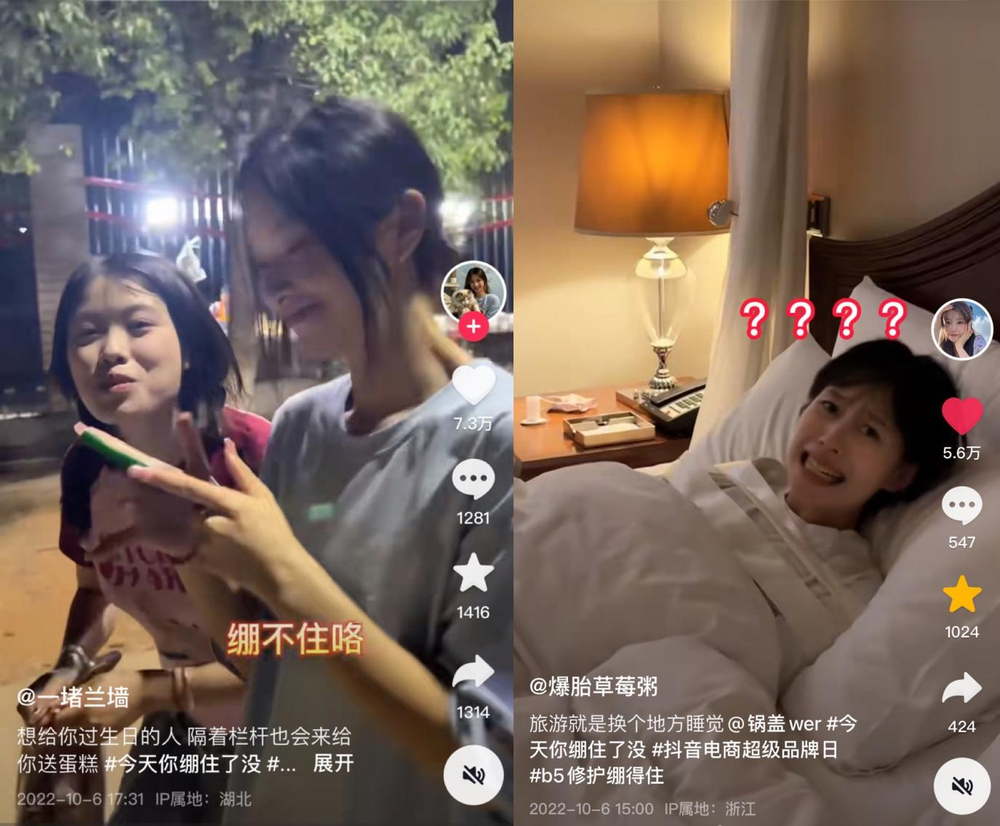 7.3万
1281
1416
绷不住咯
1314
@一堵兰墙
想给你过生日的人 隔着栏杆也会来给
你送蛋糕 #今天你绷住了没 #... 展开
2022-10-6 17:31 IP属地：湖北
? ? ? ?
5.6万
547
1024
@爆胎草莓粥
旅游就是换个地方睡觉@锅盖wer #今
天你绷住了没 #抖音电商超级品牌日
#b5修护绷得住
424
2022-10-6 15:00 IP属地：浙江